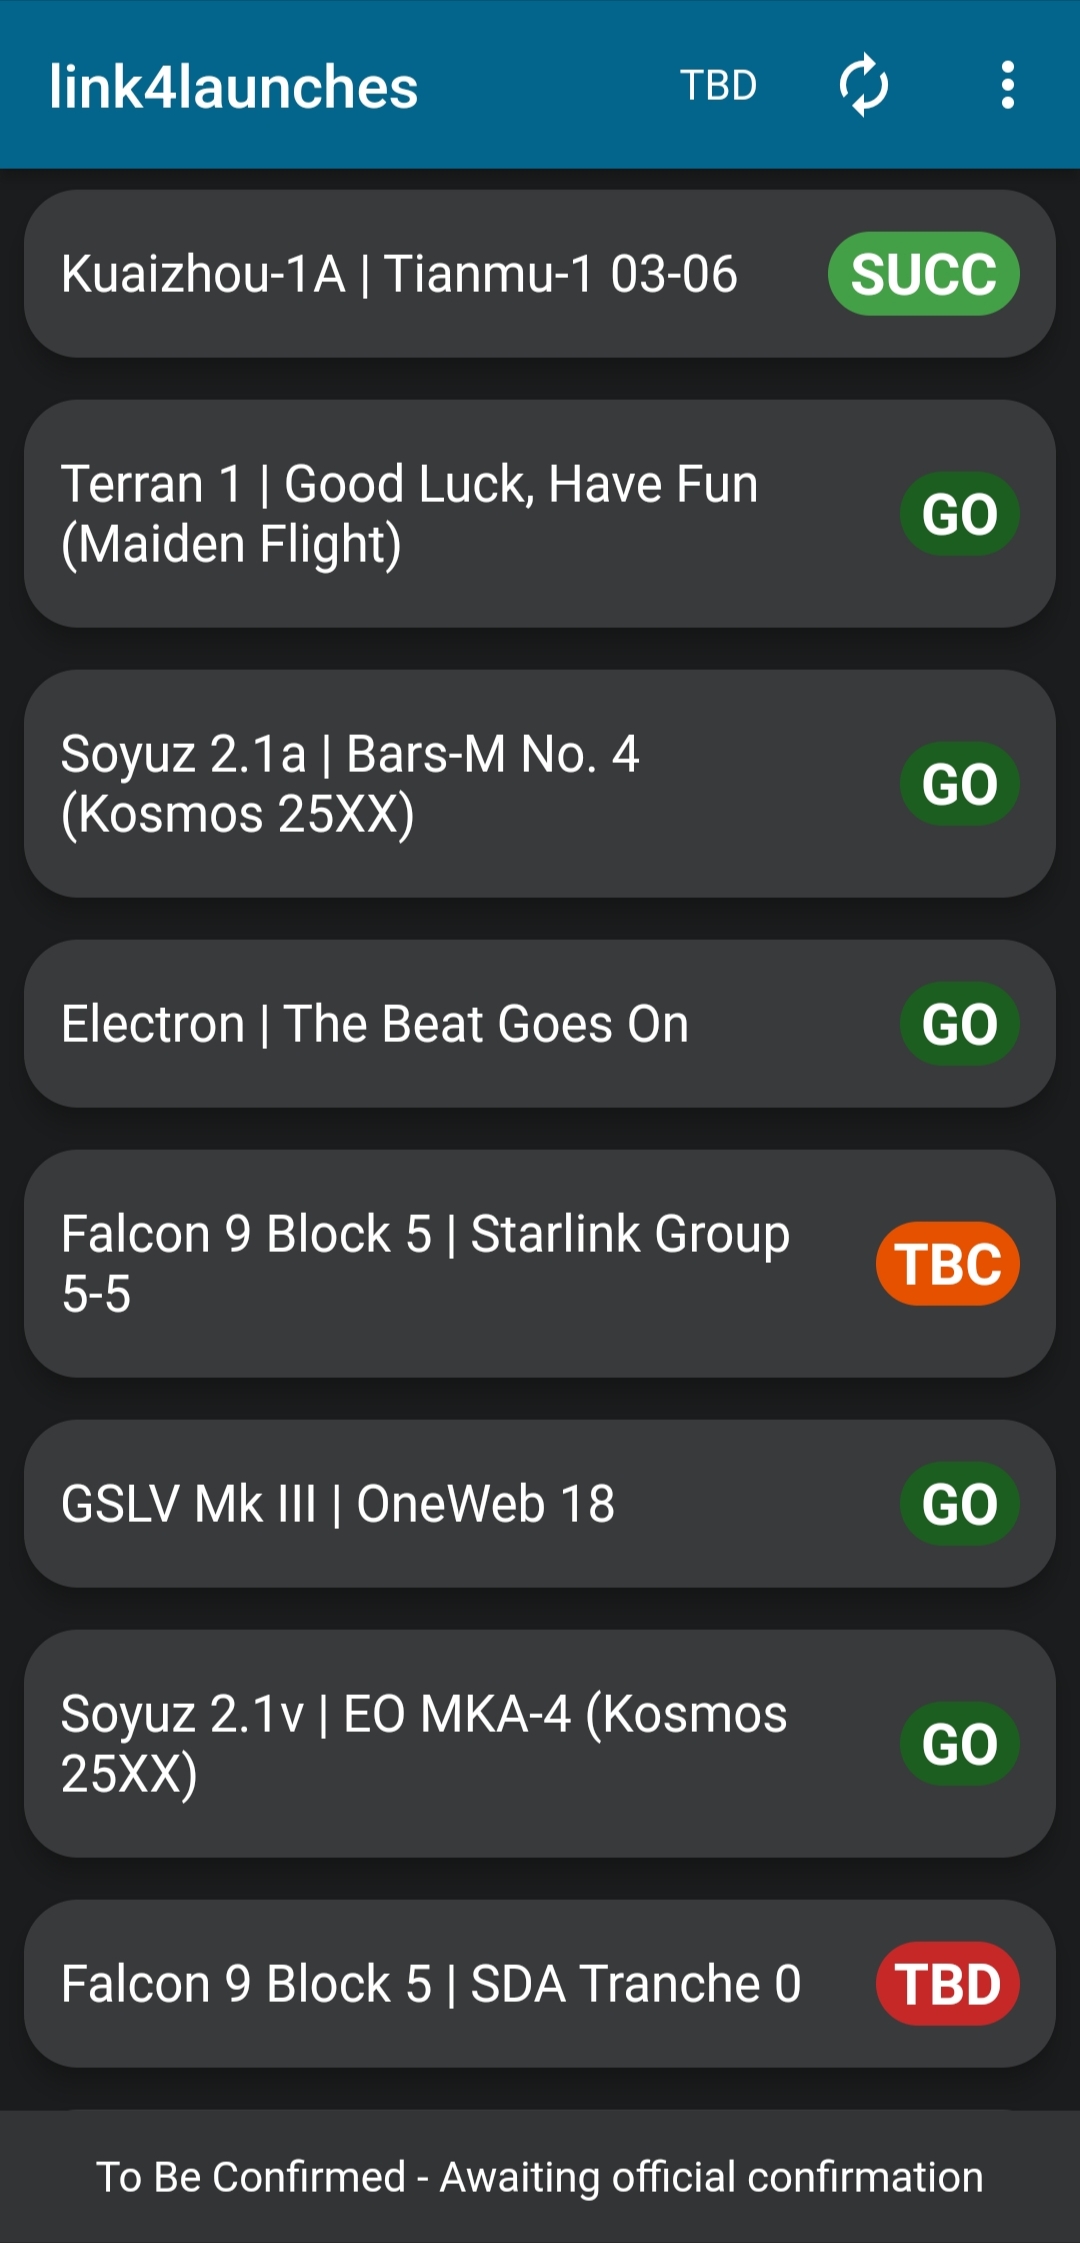 link4launches TBD
Kuaizhou-1A | Tianmu-1 03-06 SUCC
Terran 1 | Good Luck, Have Fun
(Maiden Flight)
GO
Soyuz 2.1a | Bars-M No. 4
(Kosmos 25XX)
GO
Electron | The Beat Goes On GO
Falcon 9 Block 5 | Starlink Group
5-5
TBC
GSLV Mk III | OneWeb 18 GO
Soyuz 2.1v | EO MKA-4 (Kosmos
25XX)
GO
Falcon 9 Block 5 | SDA Tranche 0 TBD
To Be Confirmed - Awaiting official confirmation